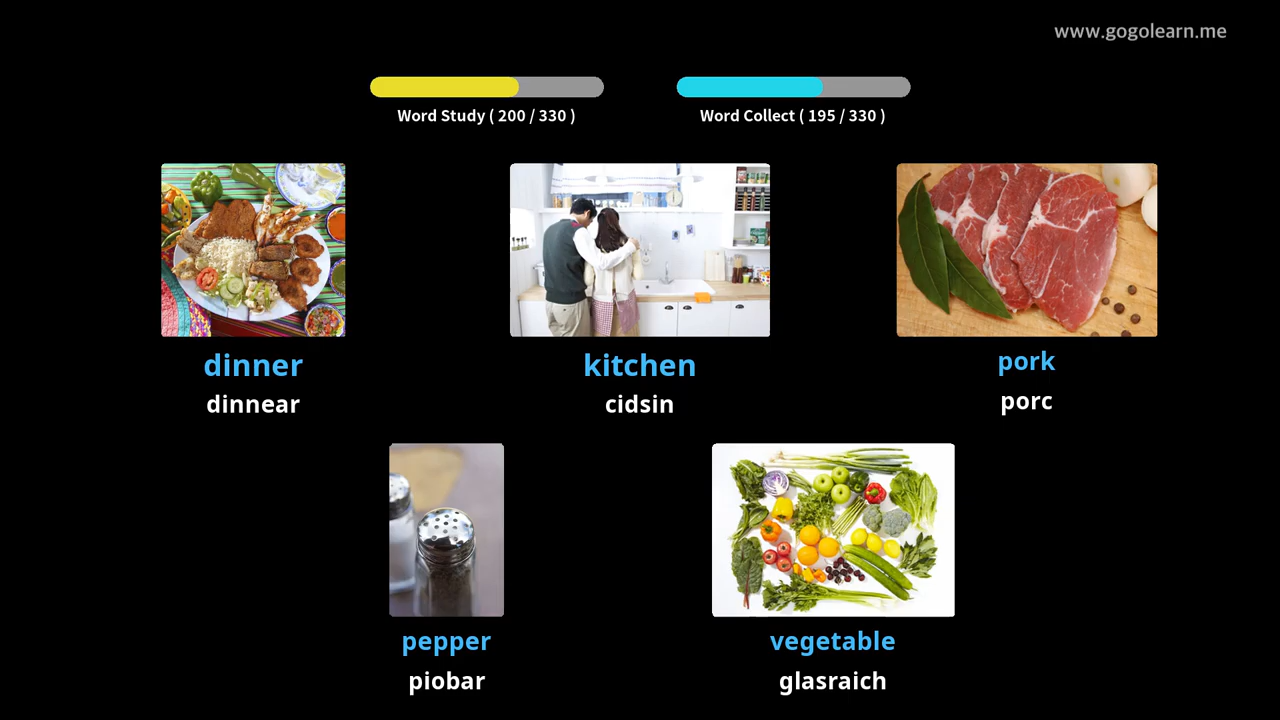 www.gogolearn.me
Word Study ( 200 / 330 )
Word Collect ( 195 / 330 )
dinner
dinnear
kitchen
cidsin
pork
porc
pepper
piobar
vegetable
glasraich